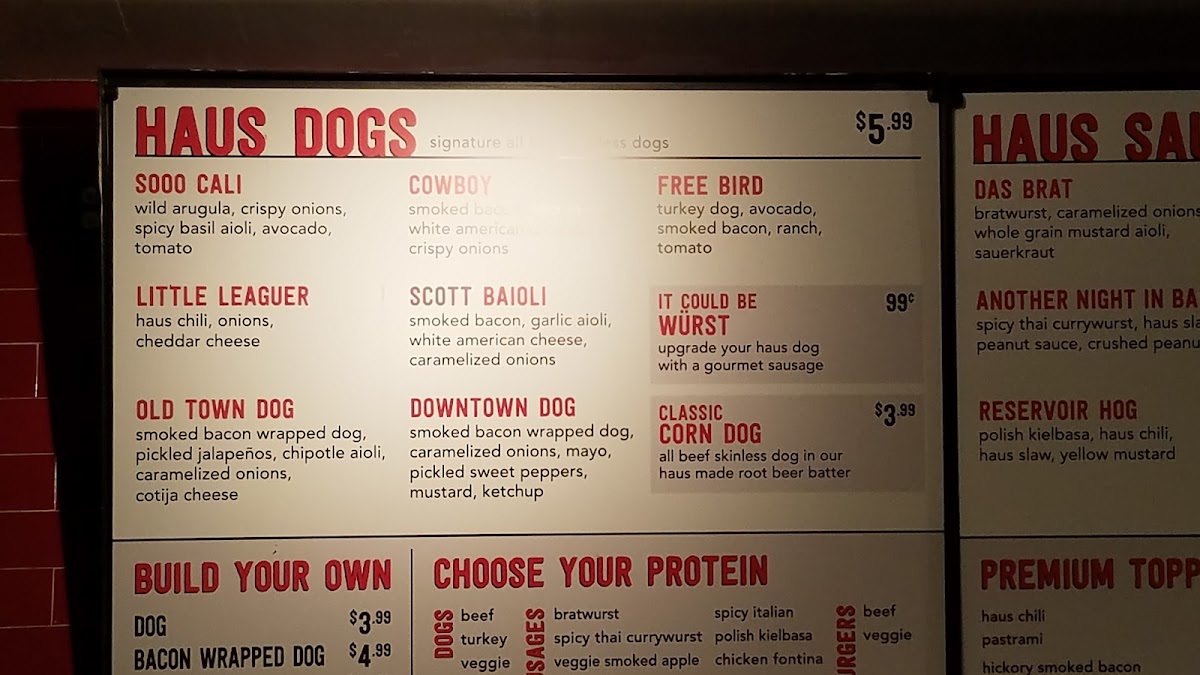 HAUS DOGS
signature all dogs
$5.99
SOOO CALI
wild arugula, crispy onions,
spicy basil aioli, avocado,
tomato
COWBOY
smoked
white american
crispy onions
FREE BIRD
turkey dog, avocado,
smoked bacon, ranch,
tomato
LITTLE LEAGUER
haus chili, onions,
cheddar cheese
SCOTT BAIOLI
smoked bacon, garlic aioli,
white american cheese,
caramelized onions
IT COULD BE
WÜRST
99¢
upgrade your haus dog
with a gourmet sausage
OLD TOWN DOG
smoked bacon wrapped dog,
pickled jalapeños, chipotle aioli,
caramelized onions,
cotija cheese
DOWNTOWN DOG
smoked bacon wrapped dog,
caramelized onions, mayo,
pickled sweet peppers,
mustard, ketchup
CLASSIC
CORN DOG
$3.99
all beef skinless dog in our
haus made root beer batter
BUILD YOUR OWN
DOG $3.99
BACON WRAPPED DOG $4.99
CHOOSE YOUR PROTEIN
DOGS
beef
turkey
veggie
bratwurst
spicy thai currywurst
veggie smoked apple
spicy italian
polish kielbasa
chicken fontina
beef
veggie
HAUS
DAS BRAT
bratwurst, caramelized onions
whole grain mustard aioli,
sauerkraut
ANOTHER NIGHT IN
spicy thai currywurst, haus
peanut sauce, crushed
RESERVOIR HOG
polish kielbasa, haus chili,
haus slaw, yellow mustard
PREMIUM
haus chili
pastrami
hickory smoked bacon